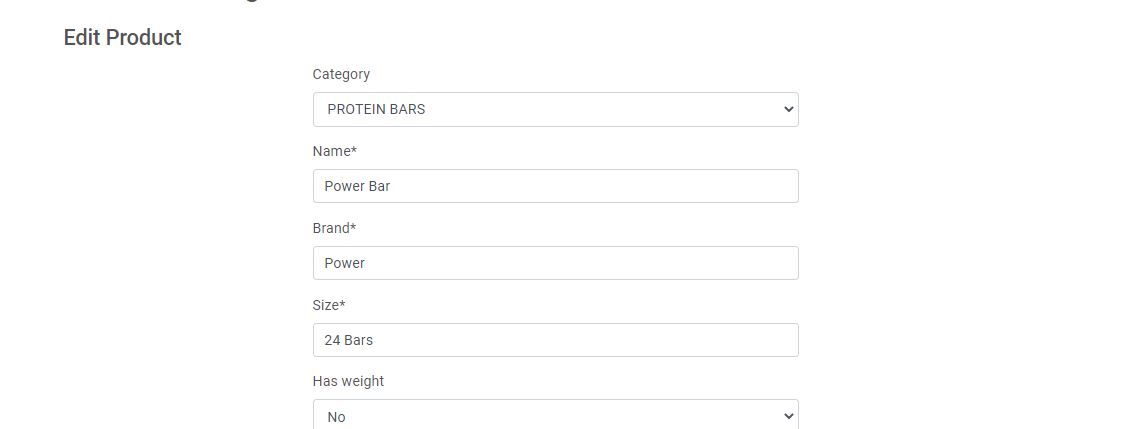 Edit Product
Category
PROTEIN BARS
Name*
Power Bar
Brand*
Power
Size*
24 Bars
Has weight
No